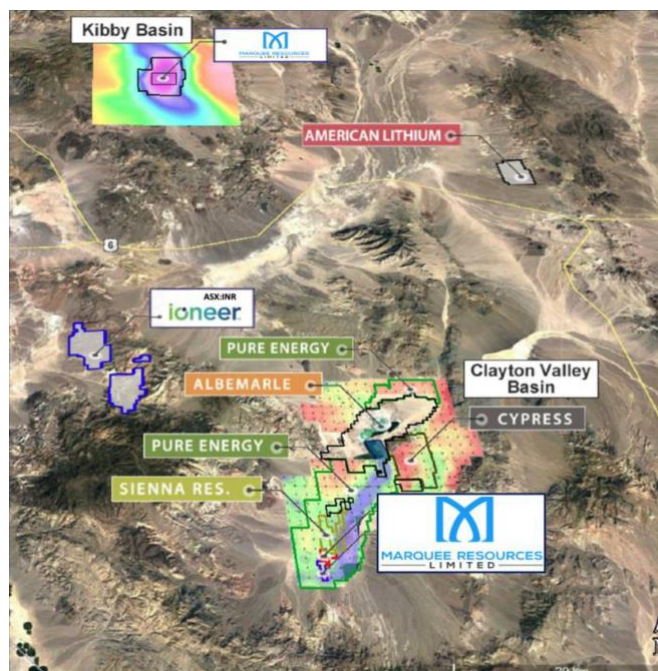 Kibby Basin
MARQUEE RESOURCES
LIMITED
AMERICAN LITHIUM
6
ASX:INR
ioneer
PURE ENERGY
Clayton Valley
Basin
ALBEMARLE
CYPRESS
PURE ENERGY
SIENNA RES.
MARQUEE RESOURCES
LIMITED